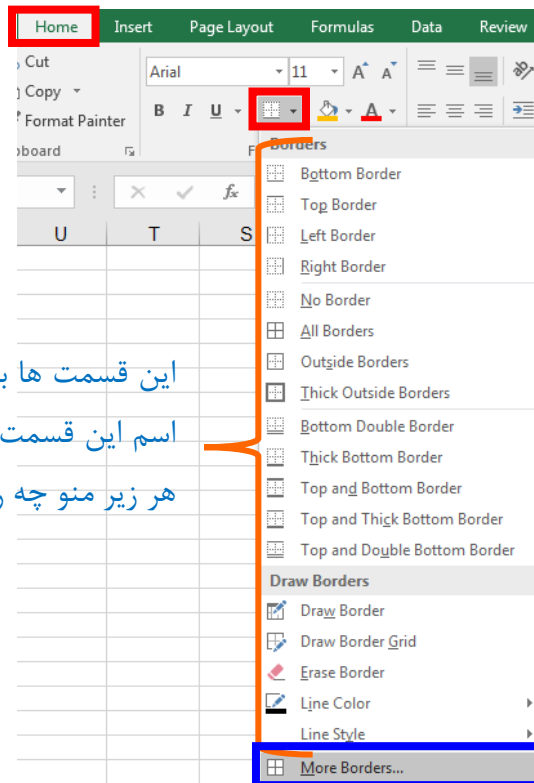 Home Insert Page Layout Formulas Data Review
Cut
Arial 11 A A
Copy
B I U A
Format Painter
Borders
fx
Bottom Border
Top Border
U T S
Left Border
Right Border
No Border
All Borders
Outside Borders
این قسمت ها
Thick Outside Borders
اسم این قسمت
Bottom Double Border
Thick Bottom Border
هر زیر منو چه
Top and Bottom Border
Top and Thick Bottom Border
Top and Double Bottom Border
Draw Borders
Draw Border
Draw Border Grid
Erase Border
Line Color
Line Style
More Borders...